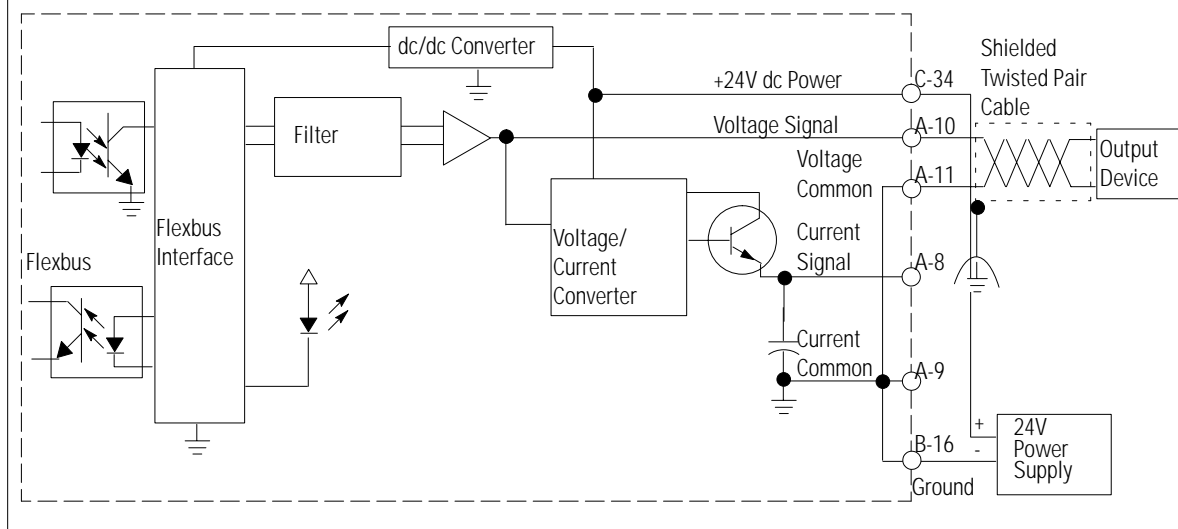 dc/dc Converter
Shielded
Twisted Pair
Cable
+24V dc Power
C-34
Filter
Voltage Signal
A-10
Output
Device
Voltage
Common
A-11
Flexbus
Interface
Voltage/
Current
Converter
Current
Signal
A-8
Flexbus
Current
Common
A-9
+
24V
Power
Supply
B-16
-
Ground